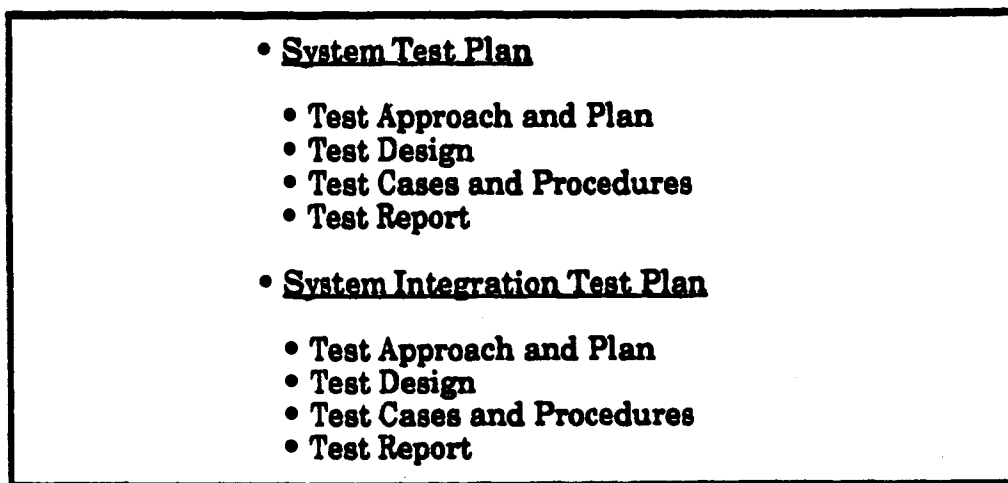 • System Test Plan
• Test Approach and Plan
• Test Design
• Test Cases and Procedures
• Test Report
• System Integration Test Plan
• Test Approach and Plan
• Test Design
• Test Cases and Procedures
• Test Report